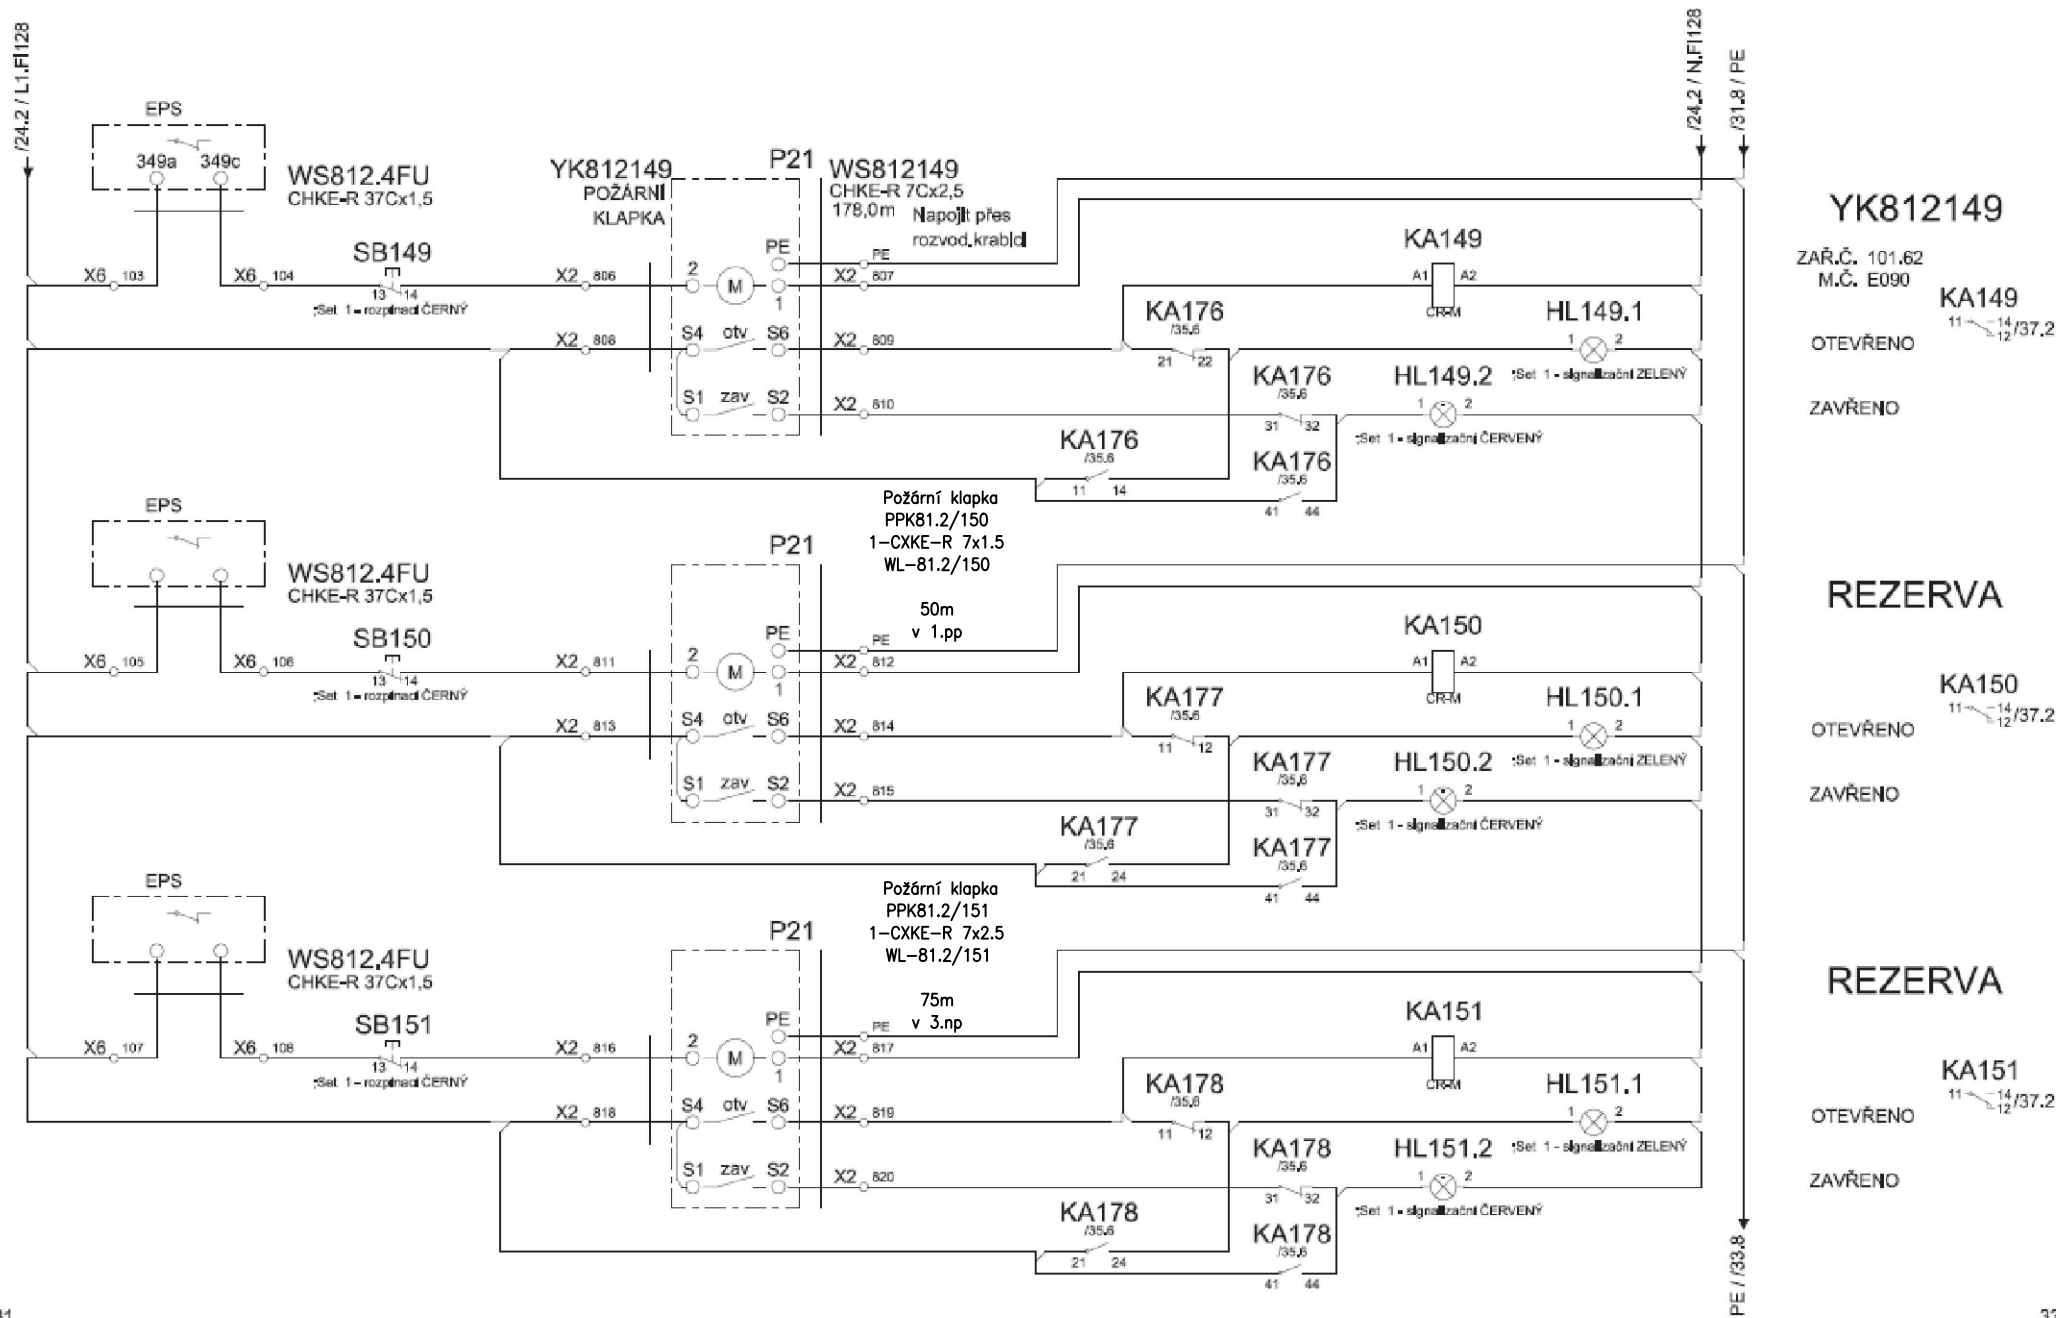 /24.2 / L1.FI128
/24.2 / N.FI128
/31.8 / PE
EPS
349a 349c
WS812.4FU
CHKE-R 37Cx1,5
YK812149
POŽÁRNÍ
KLAPKA
P21
WS812149
CHKE-R 7Cx2,5
178,0m
Napojit přes
rozvod.krabici
YK812149
ZAŘ.Č. 101.62
M.Č. E090
SB149
X6 103
X6 104
13 14
;Set 1 - rozpínací ČERNÝ
X2 806
2
M
PE
1
PE
X2 807
KA149
A1 A2
CR-M
KA149
11 14
12 /37.2
X2 808
S4 otv S6
X2 809
KA176
/35.6
21 22
HL149.1
1 2
;Set 1 - signalizační ZELENÝ
OTEVŘENO
S1 zav S2
X2 810
KA176
/35.6
31 32
HL149.2
1 2
;Set 1 - signalizační ČERVENÝ
ZAVŘENO
KA176
/35.6
11 14
KA176
/35.6
41 44
Požární klapka
PPK81.2/150
1-CXKE-R 7x1.5
WL-81.2/150
50m
v 1.pp
EPS
WS812.4FU
CHKE-R 37Cx1,5
P21
REZERVA
SB150
X6 105
X6 106
13 14
;Set 1 - rozpínací ČERNÝ
X2 811
2
M
PE
1
PE
X2 812
KA150
A1 A2
CR-M
KA150
11 14
12 /37.2
X2 813
S4 otv S6
X2 814
KA177
/35.6
11 12
HL150.1
1 2
;Set 1 - signalizační ZELENÝ
OTEVŘENO
S1 zav S2
X2 815
KA177
/35.6
31 32
HL150.2
1 2
;Set 1 - signalizační ČERVENÝ
ZAVŘENO
KA177
/35.6
21 24
KA177
/35.6
41 44
Požární klapka
PPK81.2/151
1-CXKE-R 7x2.5
WL-81.2/151
75m
v 3.np
EPS
WS812.4FU
CHKE-R 37Cx1,5
P21
REZERVA
SB151
X6 107
X6 108
13 14
;Set 1 - rozpínací ČERNÝ
X2 816
2
M
PE
1
PE
X2 817
KA151
A1 A2
CR-M
KA151
11 14
12 /37.2
X2 818
S4 otv S6
X2 819
KA178
/35.6
11 12
HL151.1
1 2
;Set 1 - signalizační ZELENÝ
OTEVŘENO
S1 zav S2
X2 820
KA178
/35.6
31 32
HL151.2
1 2
;Set 1 - signalizační ČERVENÝ
ZAVŘENO
KA178
/35.6
21 24
KA178
/35.6
41 44
PE / /33.8